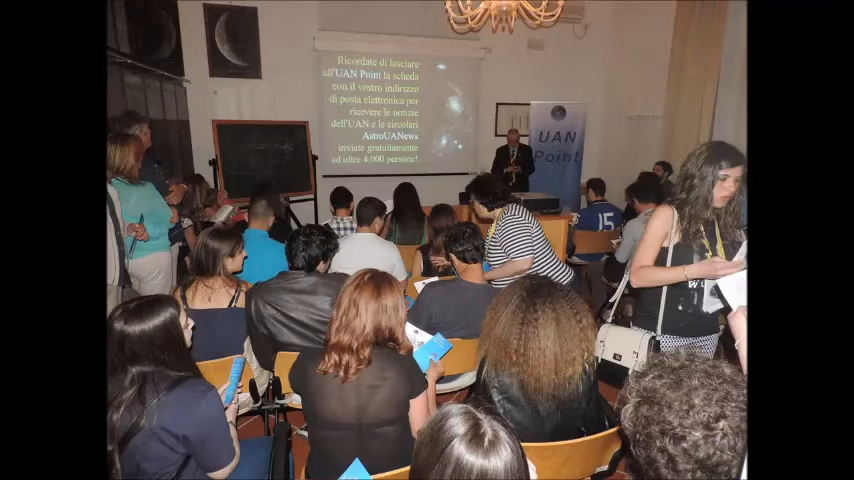 Ricordate di lasciare
all'UAN Point la scheda
con il vostro indirizzo
di posta elettronica per
ricevere le notizie
dell'UAN e le circolari
AstroUANews
inviate gratuitamente
ad oltre 4.000 persone!
UAN
Point
15